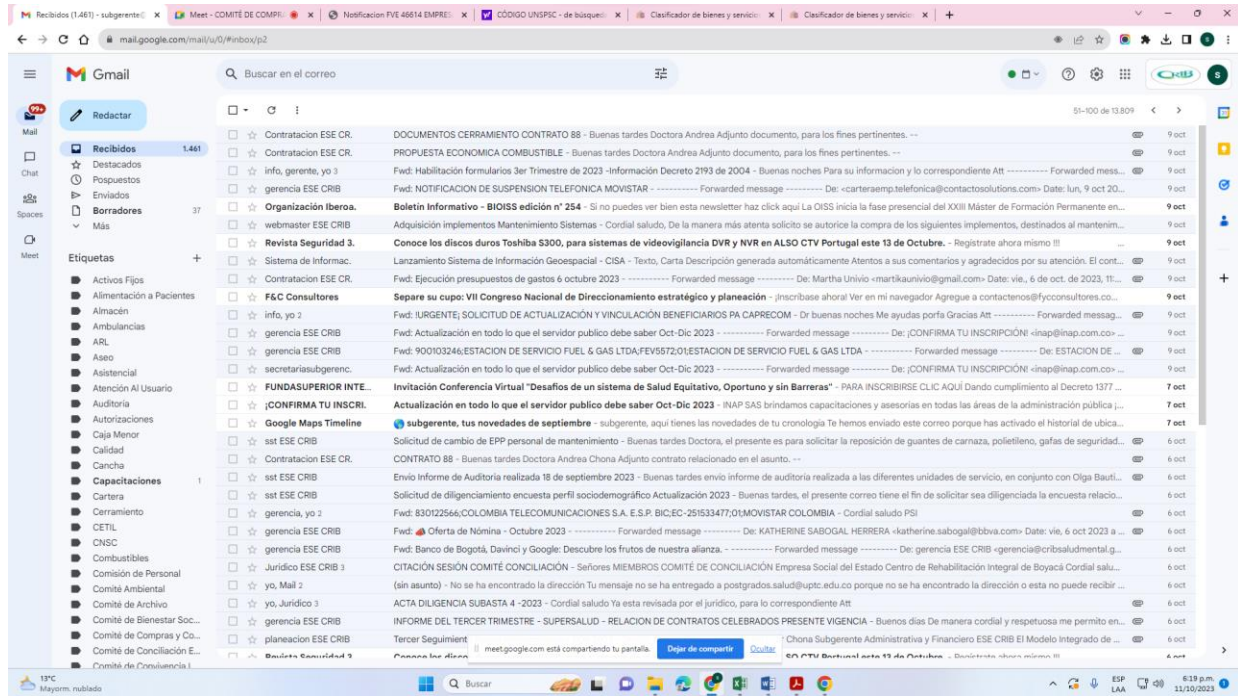 Recibidos (1.461) - subgerente
Meet - COMITÉ DE COMPR
Notificacion FVE 46614 EMPRES
CÓDIGO UNSPSC - de búsqued
Clasificador de bienes y servicio
Clasificador de bienes y servicio
mail.google.com/mail/u/0/#inbox/p2
Gmail
Buscar en el correo
CRIB
S
99+
Mail
Chat
Spaces
Meet
Redactar
51–100 de 13.809
Recibidos 1.461
Destacados
Pospuestos
Enviados
Borradores 37
Más
Etiquetas
Activos Fijos
Alimentación a Pacientes
Almacén
Ambulancias
ARL
Aseo
Asistencial
Atención Al Usuario
Auditoria
Autorizaciones
Caja Menor
Calidad
Cancha
Capacitaciones 1
Cartera
Cerramiento
CETIL
CNSC
Combustibles
Comisión de Personal
Comité Ambiental
Comité de Archivo
Comité de Bienestar Soc...
Comité de Compras y Co...
Comité de Conciliación E...
Comité de Convivencia L
Contratacion ESE CR. DOCUMENTOS CERRAMIENTO CONTRATO 88 - Buenas tardes Doctora Andrea Adjunto documento, para los fines pertinentes. -- 9 oct
Contratacion ESE CR. PROPUESTA ECONOMICA COMBUSTIBLE - Buenas tardes Doctora Andrea Adjunto documento, para los fines pertinentes. -- 9 oct
info, gerente, yo 3 Fwd: Habilitación formularios 3er Trimestre de 2023 -Información Decreto 2193 de 2004 - Buenas noches Para su informacion y lo correspondiente Att ---------- Forwarded mess... 9 oct
gerencia ESE CRIB Fwd: NOTIFICACION DE SUSPENSION TELEFONICA MOVISTAR - ---------- Forwarded message --------- De: <carteraemp.telefonica@contactosolutions.com> Date: lun, 9 oct 20... 9 oct
Organización Iberoa. Boletín Informativo - BIOISS edición n° 254 - Si no puedes ver bien esta newsletter haz click aquí La OISS inicia la fase presencial del XXIII Máster de Formación Permanente en... 9 oct
webmaster ESE CRIB Adquisición implementos Mantenimiento Sistemas - Cordial saludo, De la manera más atenta solicito se autorice la compra de los siguientes implementos, destinados al mantenim... 9 oct
Revista Seguridad 3. Conoce los discos duros Toshiba S300, para sistemas de videovigilancia DVR y NVR en ALSO CTV Portugal este 13 de Octubre. - Registrate ahora mismo !!! ... 9 oct
Sistema de Informac. Lanzamiento Sistema de Información Geoespacial - CISA - Texto, Carta Descripción generada automáticamente Atentos a sus comentarios y agradecidos por su atención. El cont... 9 oct
Contratacion ESE CR. Fwd: Ejecución presupuestos de gastos 6 octubre 2023 - ---------- Forwarded message --------- De: Martha Univio <martikaunivio@gmail.com> Date: vie., 6 de oct. de 2023, 11:... 9 oct
F&C Consultores Separe su cupo: VII Congreso Nacional de Direccionamiento estratégico y planeación - ¡Inscríbase ahora! Ver en mi navegador Agregue a contactenos@fycconsultores.co... 9 oct
info, yo 2 Fwd: !URGENTE¡ SOLICITUD DE ACTUALIZACIÓN Y VINCULACIÓN BENEFICIARIOS PA CAPRECOM - Dr buenas noches Me ayudas porfa Gracias Att ---------- Forwarded messag... 9 oct
gerencia ESE CRIB Fwd: Actualización en todo lo que el servidor publico debe saber Oct-Dic 2023 - ---------- Forwarded message --------- De: ¡CONFIRMA TU INSCRIPCIÓN! <inap@inap.com.co> ... 9 oct
gerencia ESE CRIB Fwd: 900103246;ESTACION DE SERVICIO FUEL & GAS LTDA;FEV5572;01;ESTACION DE SERVICIO FUEL & GAS LTDA - ---------- Forwarded message --------- De: ESTACION DE ... 9 oct
secretariasubgerenc. Fwd: Actualización en todo lo que el servidor publico debe saber Oct-Dic 2023 - ---------- Forwarded message --------- De: ¡CONFIRMA TU INSCRIPCIÓN! <inap@inap.com.co> ... 9 oct
FUNDASUPERIOR INTE... Invitación Conferencia Virtual "Desafíos de un sistema de Salud Equitativo, Oportuno y sin Barreras" - PARA INSCRIBIRSE CLIC AQUÍ Dando cumplimiento al Decreto 1377 ... 7 oct
¡CONFIRMA TU INSCRI. Actualización en todo lo que el servidor publico debe saber Oct-Dic 2023 - INAP SAS brindamos capacitaciones y asesorias en todas las áreas de la administración pública ¡... 7 oct
Google Maps Timeline subgerente, tus novedades de septiembre - subgerente, aquí tienes las novedades de tu cronología Te hemos enviado este correo porque has activado el historial de ubica... 7 oct
sst ESE CRIB Solicitud de cambio de EPP personal de mantenimiento - Buenas tardes Doctora, el presente es para solicitar la reposición de guantes de carnaza, polietileno, gafas de seguridad... 6 oct
Contratacion ESE CR. CONTRATO 88 - Buenas tardes Doctora Andrea Chona Adjunto contrato relacionado en el asunto. -- 6 oct
sst ESE CRIB Envio Informe de Auditoria realizada 18 de septiembre 2023 - Buenas tardes envio informe de auditoría realizada a las diferentes unidades de servicio, en conjunto con Olga Bauti... 6 oct
sst ESE CRIB Solicitud de diligenciamiento encuesta perfil sociodemográfico Actualización 2023 - Buenas tardes, el presente correo tiene el fin de solicitar sea diligenciada la encuesta relacio... 6 oct
gerencia, yo 2 Fwd: 830122566;COLOMBIA TELECOMUNICACIONES S.A. E.S.P. BIC;EC-251533477;01;MOVISTAR COLOMBIA - Cordial saludo PSI 6 oct
gerencia ESE CRIB Fwd: Oferta de Nómina - Octubre 2023 - ---------- Forwarded message --------- De: KATHERINE SABOGAL HERRERA <katherine.sabogal@bbva.com> Date: vie, 6 oct 2023 a ... 6 oct
gerencia ESE CRIB Fwd: Banco de Bogotá, Davinci y Google: Descubre los frutos de nuestra alianza. - ---------- Forwarded message --------- De: gerencia ESE CRIB <gerencia@cribsaludmental.g... 6 oct
Juridico ESE CRIB 3 CITACIÓN SESIÓN COMITÉ CONCILIACIÓN - Señores MIEMBROS COMITÉ DE CONCILIACIÓN Empresa Social del Estado Centro de Rehabilitación Integral de Boyacá Cordial salu... 6 oct
yo, Mail 2 (sin asunto) - No se ha encontrado la dirección Tu mensaje no se ha entregado a postgrados.salud@uptc.edu.co porque no se ha encontrado la dirección o esta no puede recibir ... 6 oct
yo, Juridico 3 ACTA DILIGENCIA SUBASTA 4 -2023 - Cordial saludo Ya esta revisada por el jurídico, para lo correspondiente Att 6 oct
gerencia ESE CRIB INFORME DEL TERCER TRIMESTRE - SUPERSALUD - RELACION DE CONTRATOS CELEBRADOS PRESENTE VIGENCIA - Buenos días De manera cordial y respetuosa me permito en... 6 oct
planeacion ESE CRIB Tercer Seguimient Chona Subgerente Administrativa y Financiero ESE CRIB El Modelo Integrado de ... 6 oct
Revista Seguridad 3. Conoce los disco SO CTV Portugal este 13 de Octubre. - Registrate ahora mismo !!! 6 oct
meet.google.com está compartiendo tu pantalla. Dejar de compartir Ocultar
13°C
Mayorm. nublado
Buscar
ESP
LAA
6:19 p.m.
11/10/2023